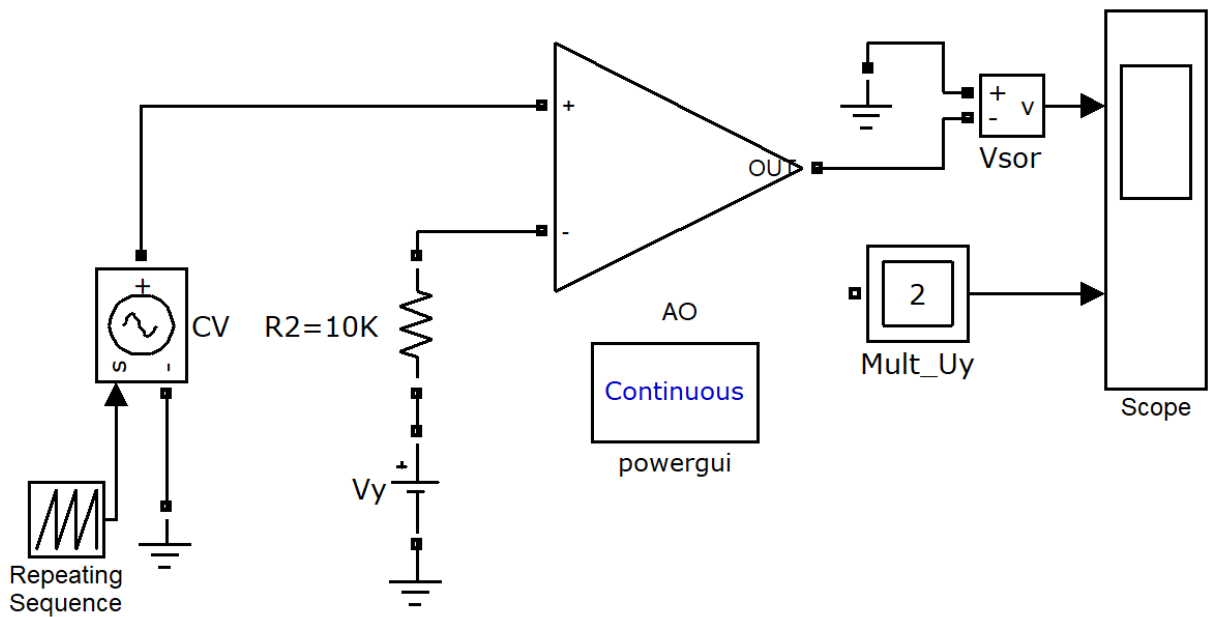 +
-
OUT
AO
+
-
v
Vsor
2
Mult_Uy
Scope
+
s
-
CV
R2=10K
Continuous
powergui
+
Vy
Repeating
Sequence